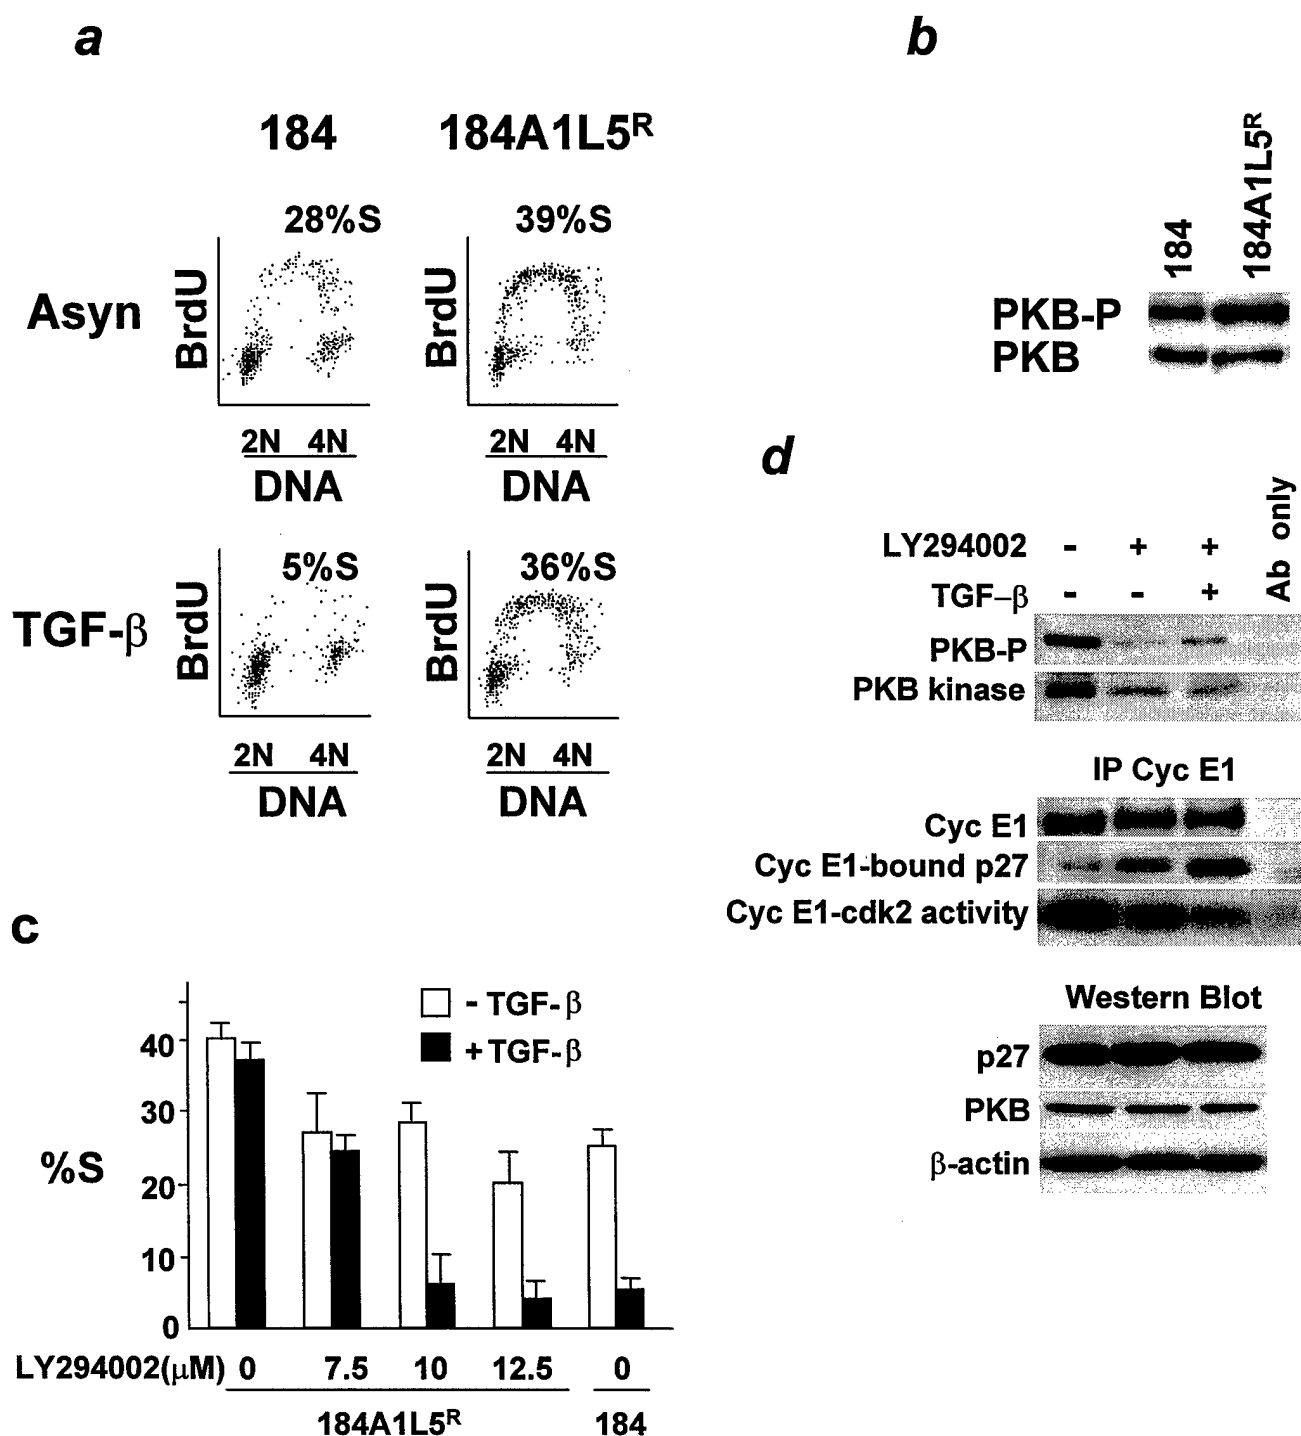 a
184 184A1L5R
28%S 39%S
Asyn BrdU BrdU
2N 4N 2N 4N
DNA DNA
5%S 36%S
TGF-β BrdU BrdU
2N 4N 2N 4N
DNA DNA
b
184 184A1L5R
PKB-P
PKB
c
- TGF-β
+ TGF-β
40
30
%S
20
10
0
LY294002(μM) 0 7.5 10 12.5 0
184A1L5R 184
d
LY294002 - + +
TGF-β - - +
Ab only
PKB-P
PKB kinase
IP Cyc E1
Cyc E1
Cyc E1-bound p27
Cyc E1-cdk2 activity
Western Blot
p27
PKB
β-actin